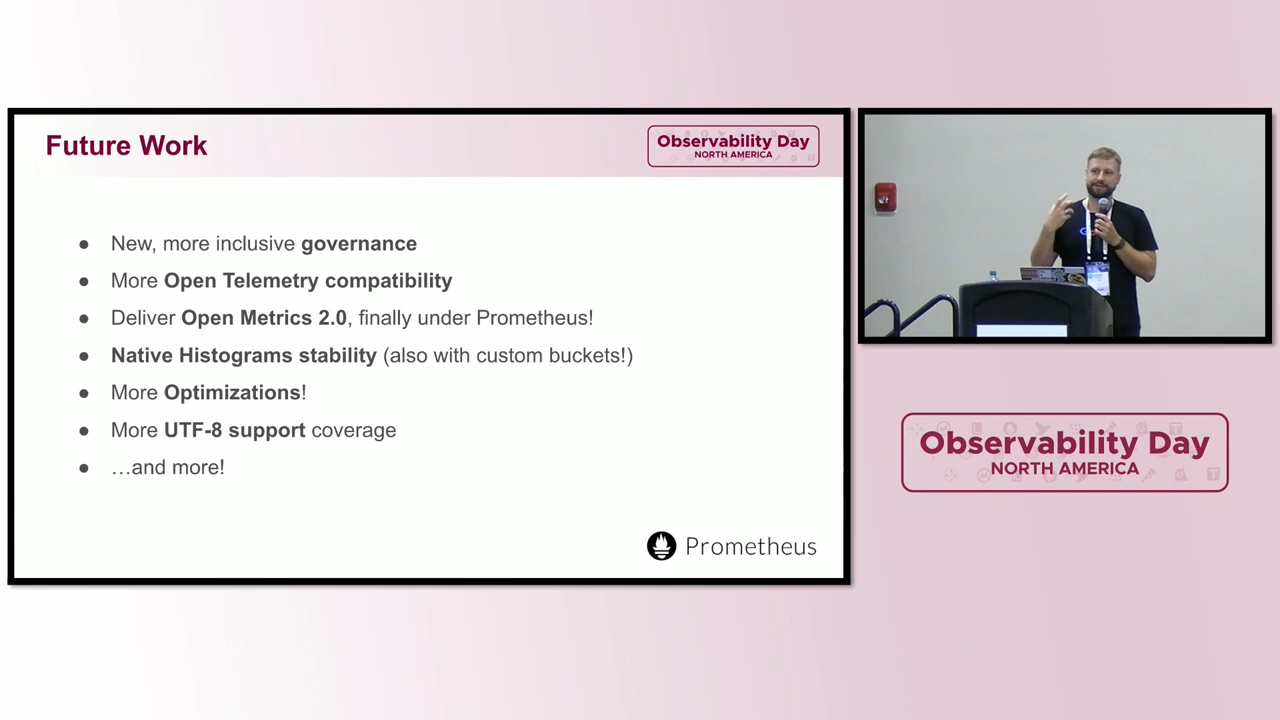 Future Work
Observability Day
NORTH AMERICA
● New, more inclusive governance
● More Open Telemetry compatibility
● Deliver Open Metrics 2.0, finally under Prometheus!
● Native Histograms stability (also with custom buckets!)
● More Optimizations!
● More UTF-8 support coverage
● …and more!
Prometheus
Observability Day
NORTH AMERICA